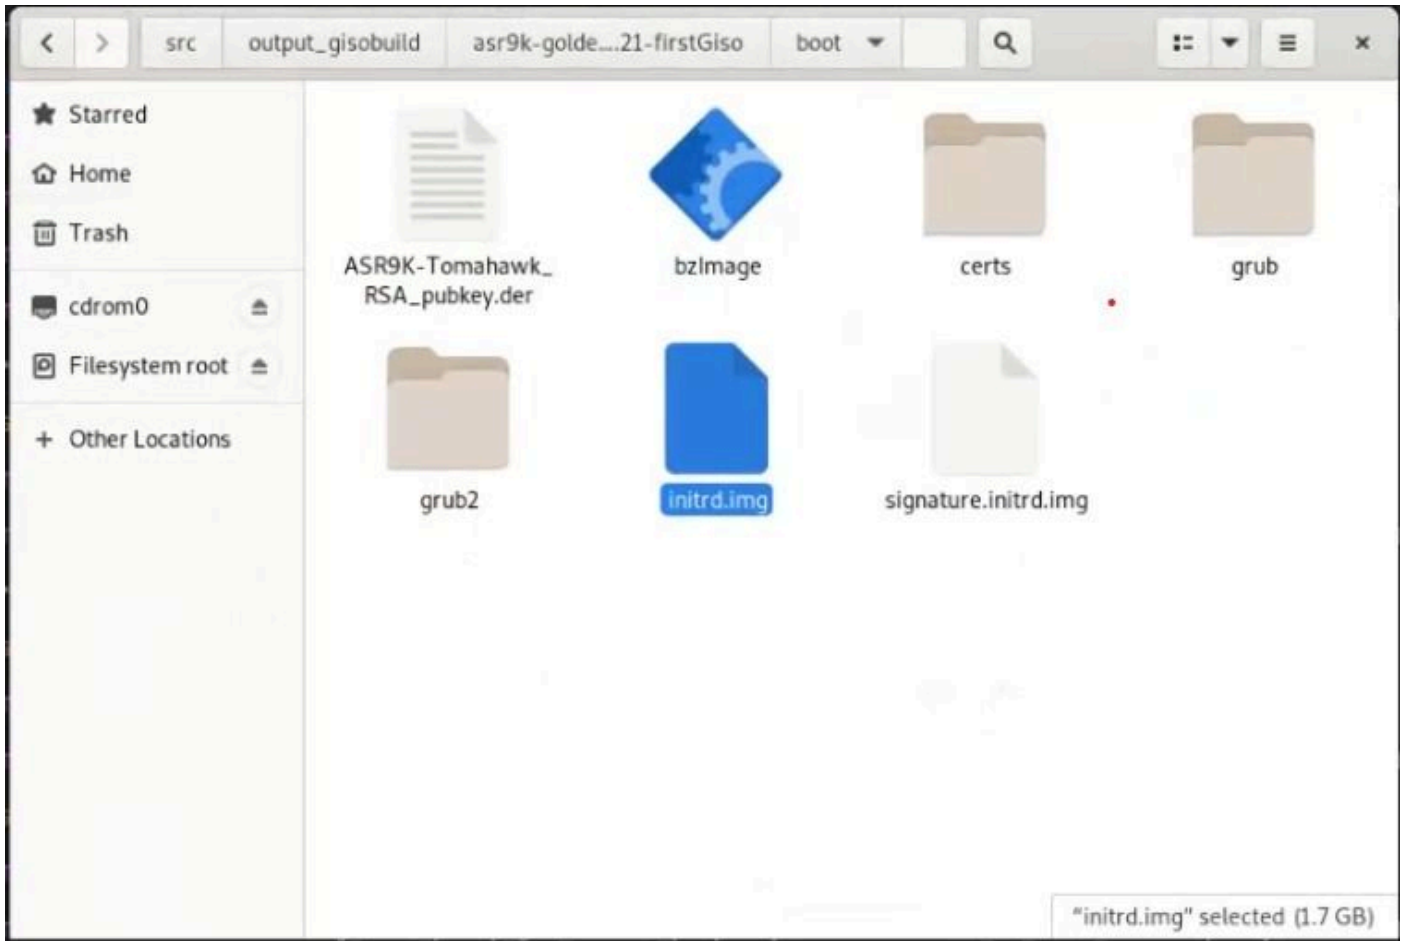 src output_gisobuild asr9k-golde....21-firstGiso boot
Starred
Home
Trash
cdrom0
Filesystem root
Other Locations
ASR9K-Tomahawk_
RSA_pubkey.der
bzImage
certs
grub
grub2
initrd.img
signature.initrd.img
"initrd.img" selected (1.7 GB)